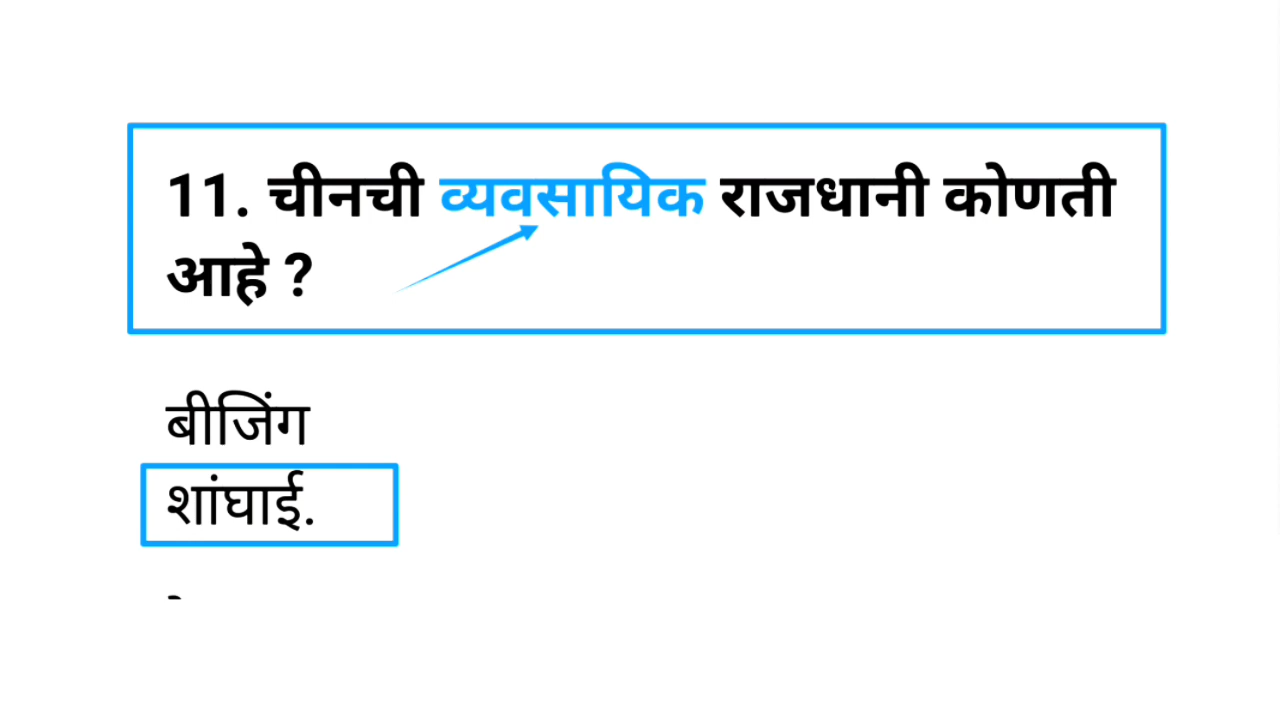 11. चीनची व्यवसायिक राजधानी कोणती
आहे ?
बीजिंग
शांघाई.